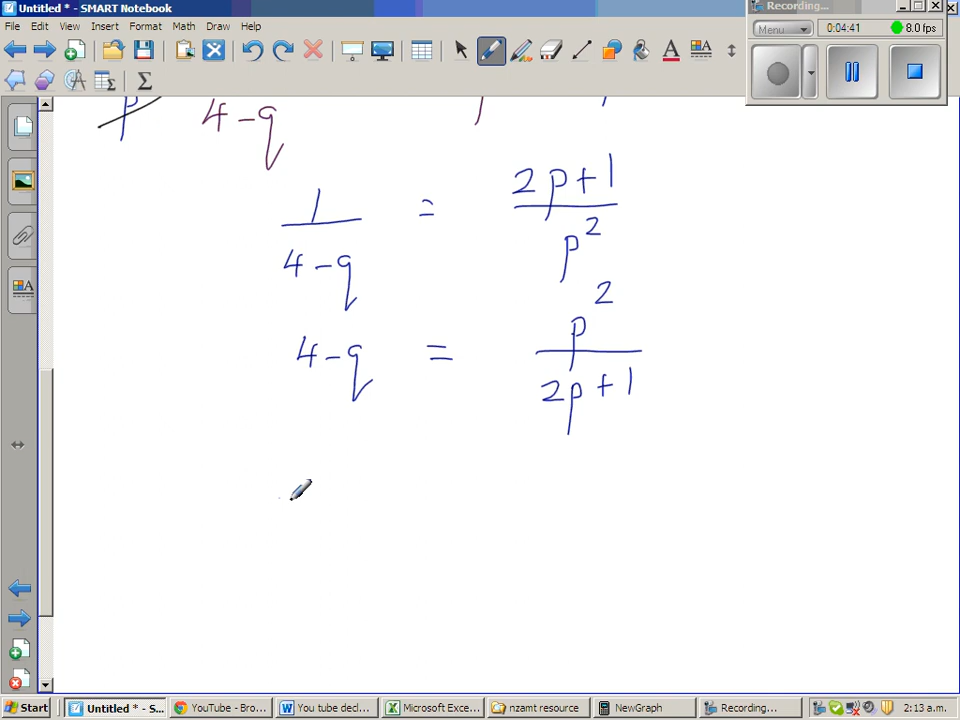 Untitled * - SMART Notebook
Recording...
File Edit View Insert Format Math Draw Help
Menu 0:04:41 8.0 fps
p 4-q p
1/(4-q) = (2p+1)/p²
4-q = p²/(2p+1)
Start Untitled * - S... YouTube - Bro... You tube decl... Microsoft Exce... nzamt resource NewGraph Recording... 2:13 a.m.